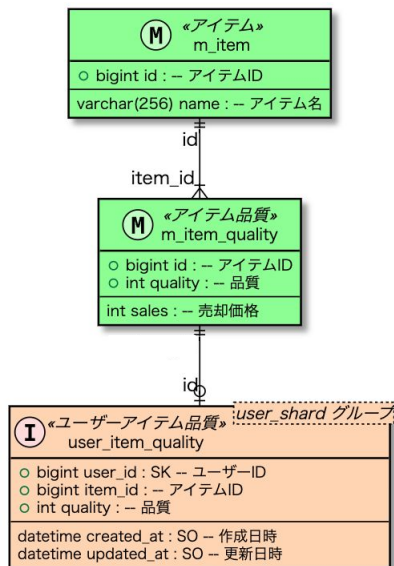 M «アイテム»
m_item
bigint id : -- アイテムID
varchar(256) name : -- アイテム名
id
item_id
M «アイテム品質»
m_item_quality
bigint id : -- アイテムID
int quality : -- 品質
int sales : -- 売却価格
id
user_shard グループ
I «ユーザーアイテム品質»
user_item_quality
bigint user_id : SK -- ユーザーID
bigint item_id : -- アイテムID
int quality : -- 品質
datetime created_at : SO -- 作成日時
datetime updated_at : SO -- 更新日時